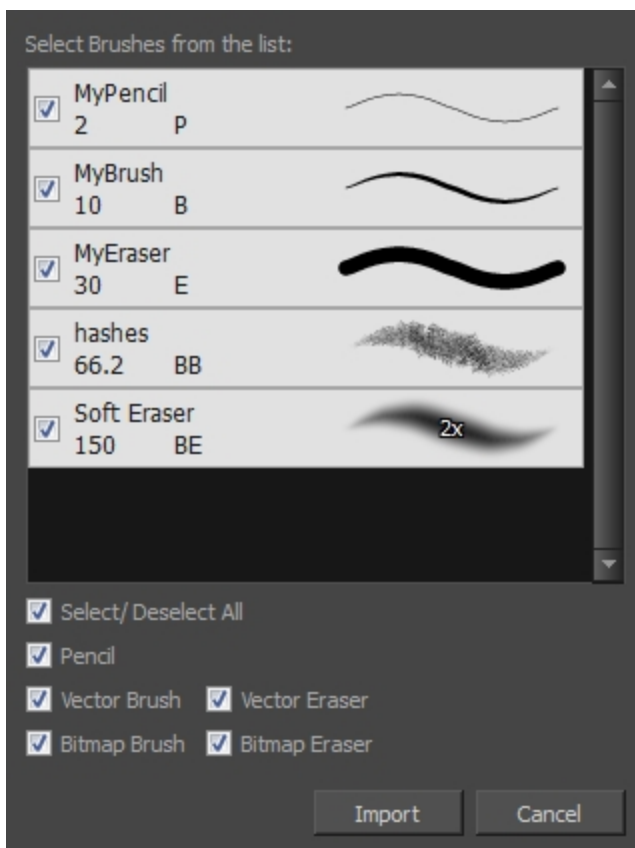 Select Brushes from the list:
MyPencil
2 P
MyBrush
10 B
MyEraser
30 E
hashes
66.2 BB
Soft Eraser
150 BE
2x
Select/ Deselect All
Pencil
Vector Brush Vector Eraser
Bitmap Brush Bitmap Eraser
Import Cancel